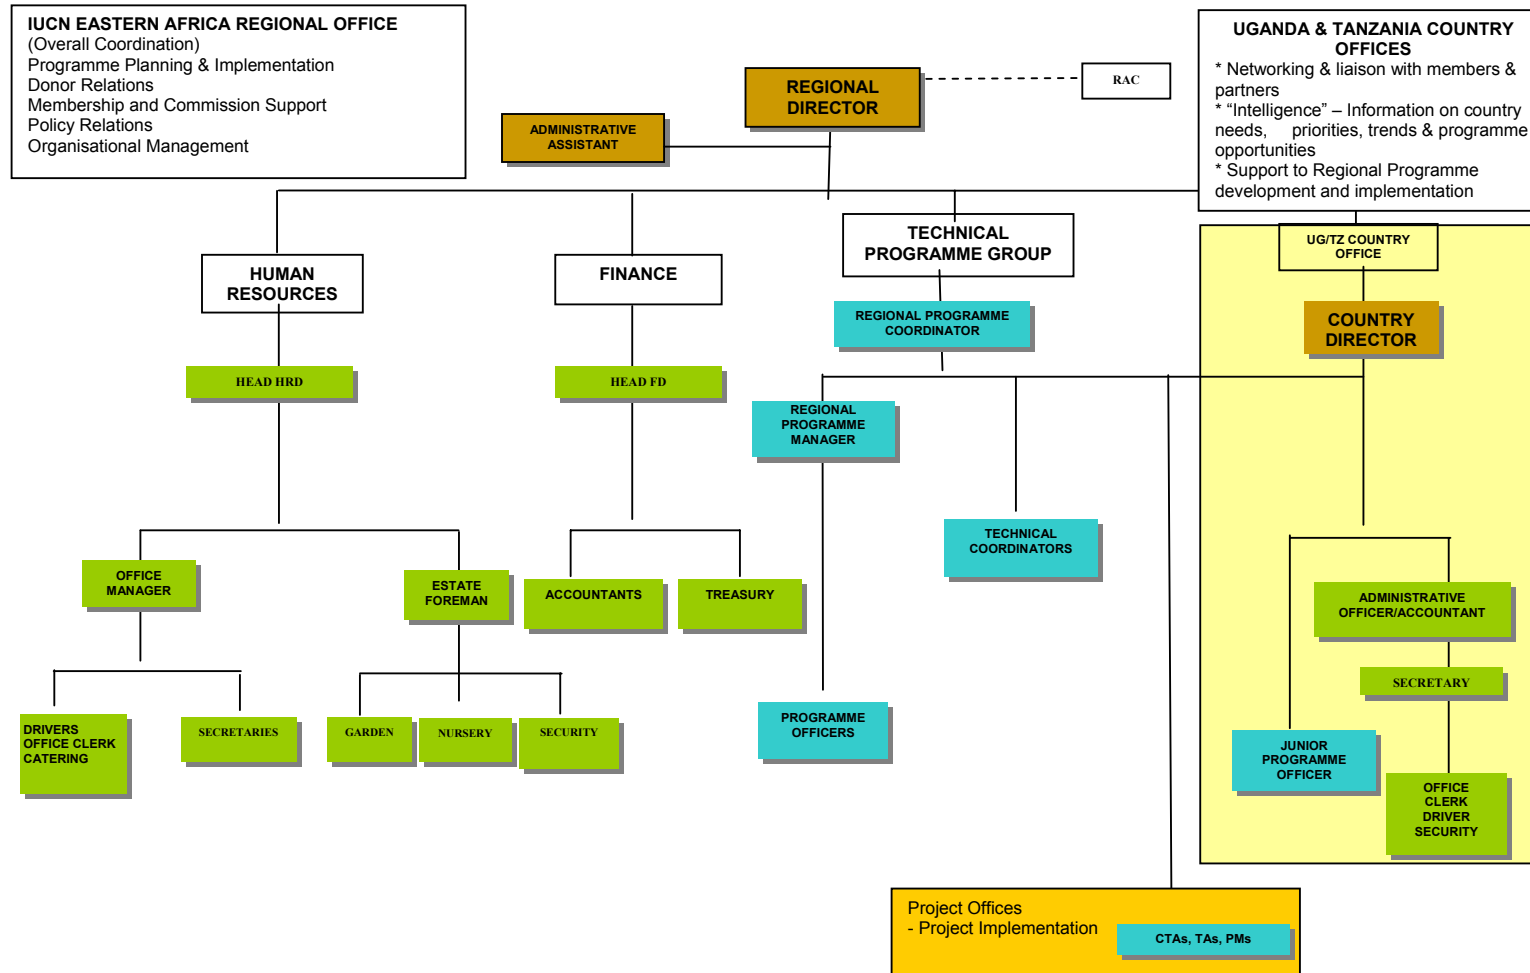 IUCN EASTERN AFRICA REGIONAL OFFICE
(Overall Coordination)
Programme Planning & Implementation
Donor Relations
Membership and Commission Support
Policy Relations
Organisational Management
REGIONAL
DIRECTOR
RAC
ADMINISTRATIVE
ASSISTANT
UGANDA & TANZANIA COUNTRY
OFFICES
* Networking & liaison with members &
partners
* “Intelligence” – Information on country
needs, priorities, trends & programme
opportunities
* Support to Regional Programme
development and implementation
HUMAN
RESOURCES
FINANCE
TECHNICAL
PROGRAMME GROUP
UG/TZ COUNTRY
OFFICE
REGIONAL PROGRAMME
COORDINATOR
COUNTRY
DIRECTOR
HEAD HRD
HEAD FD
REGIONAL
PROGRAMME
MANAGER
TECHNICAL
COORDINATORS
OFFICE
MANAGER
ESTATE
FOREMAN
ACCOUNTANTS
TREASURY
ADMINISTRATIVE
OFFICER/ACCOUNTANT
SECRETARY
DRIVERS
OFFICE CLERK
CATERING
SECRETARIES
GARDEN
NURSERY
SECURITY
PROGRAMME
OFFICERS
JUNIOR
PROGRAMME
OFFICER
OFFICE
CLERK
DRIVER
SECURITY
Project Offices
- Project Implementation
CTAs, TAs, PMs